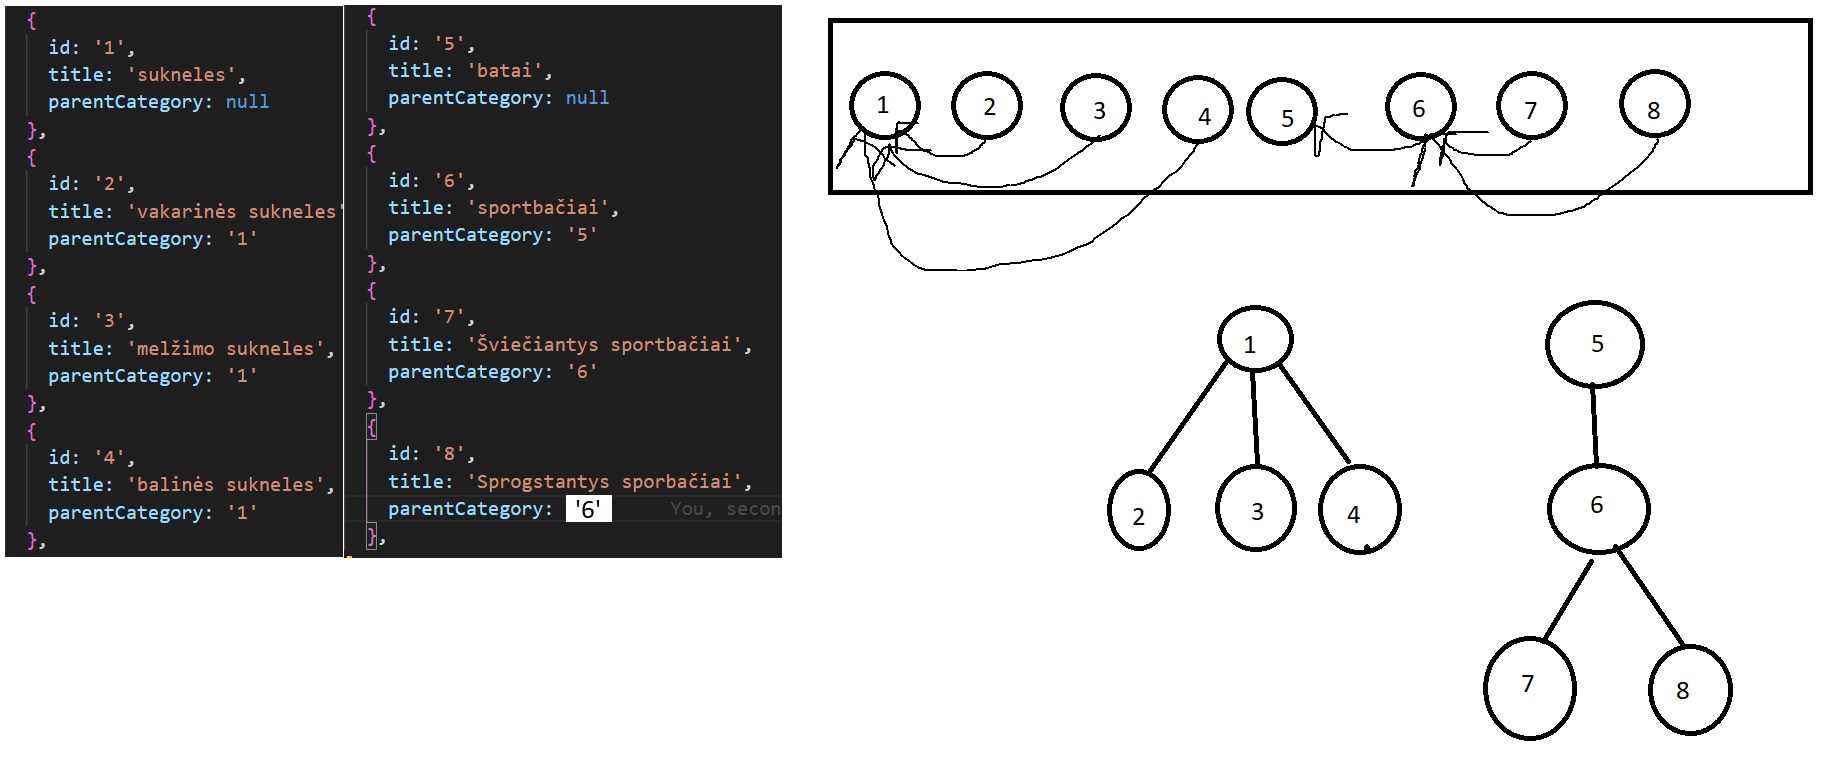 {
id: '1',
title: 'sukneles',
parentCategory: null
},
{
id: '2',
title: 'vakarinės sukneles'
parentCategory: '1'
},
{
id: '3',
title: 'melžimo sukneles',
parentCategory: '1'
},
{
id: '4',
title: 'balinės sukneles',
parentCategory: '1'
},
{
id: '5',
title: 'batai',
parentCategory: null
},
{
id: '6',
title: 'sportbačiai',
parentCategory: '5'
},
{
id: '7',
title: 'Šviečiantys sportbačiai',
parentCategory: '6'
},
{
id: '8',
title: 'Sprogstantys sporbačiai',
parentCategory: '6' You, secon
},
1 2 3 4 5 6 7 8
1
2 3 4
5
6
7 8